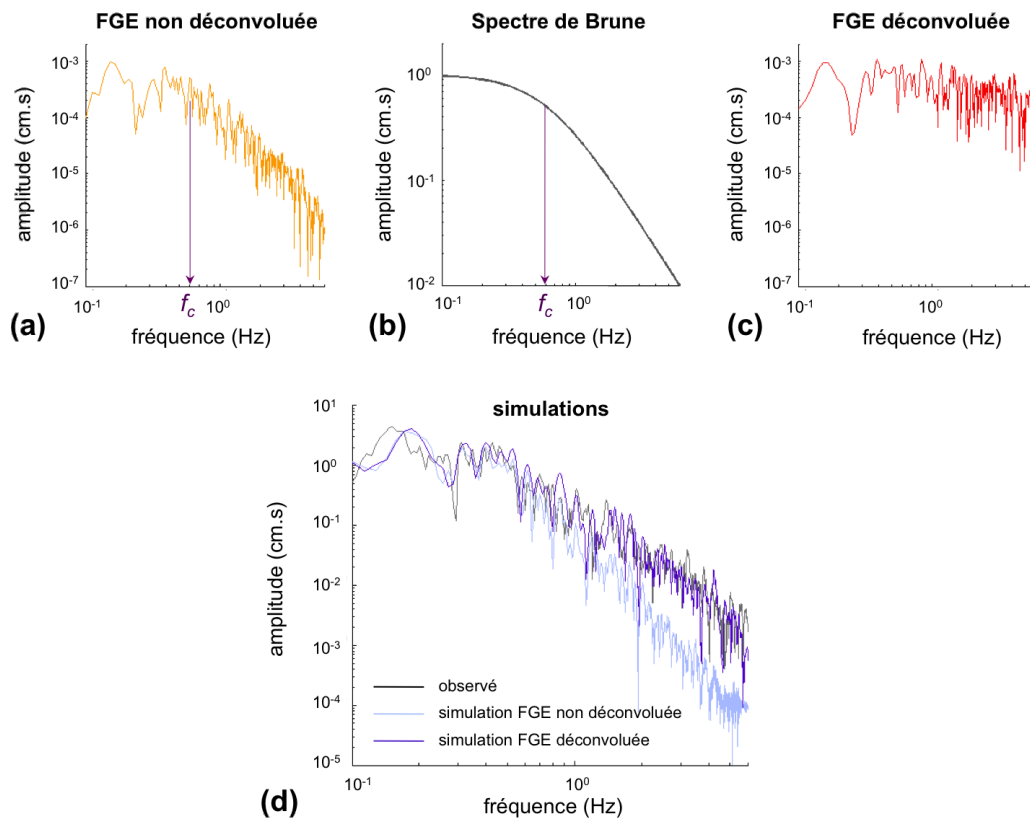 FGE non déconvoluée
amplitude (cm.s)
10-3
10-4
10-5
10-6
10-7
10-1
100
fc
fréquence (Hz)
(a)
Spectre de Brune
amplitude (cm.s)
100
10-1
10-2
10-1
100
fc
fréquence (Hz)
(b)
FGE déconvoluée
amplitude (cm.s)
10-3
10-4
10-5
10-6
10-7
10-1
100
fréquence (Hz)
(c)
simulations
amplitude (cm.s)
101
100
10-1
10-2
10-3
10-4
10-5
observé
simulation FGE non déconvoluée
simulation FGE déconvoluée
10-1
100
fréquence (Hz)
(d)